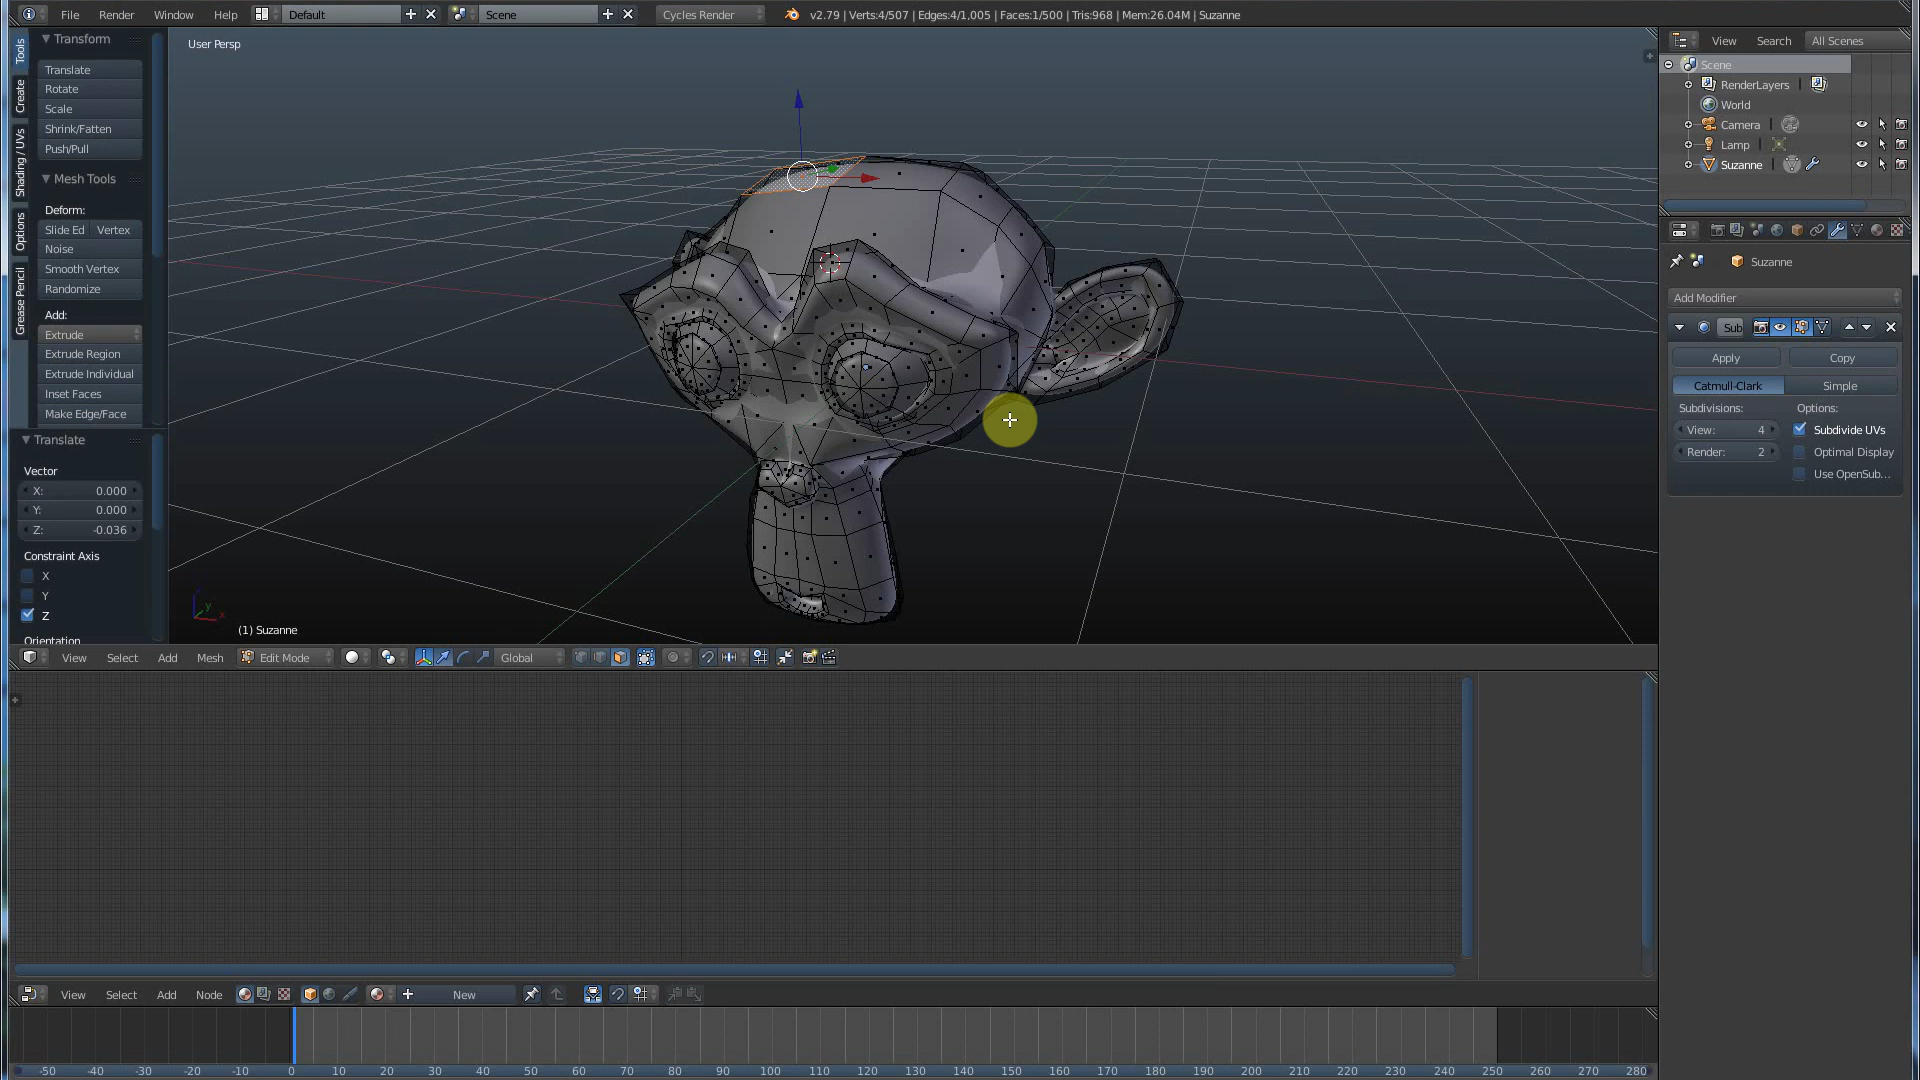 File Render Window Help Default Scene Cycles Render v2.79 | Verts:4/507 | Edges:4/1,005 | Faces:1/500 | Tris:968 | Mem:26.04M | Suzanne
Tools
Create
Shading / UVs
Options
Grease Pencil
Transform
Translate
Rotate
Scale
Shrink/Fatten
Push/Pull
Mesh Tools
Deform:
Slide Ed Vertex
Noise
Smooth Vertex
Randomize
Add:
Extrude
Extrude Region
Extrude Individual
Inset Faces
Make Edge/Face
Translate
Vector
X: 0.000
Y: 0.000
Z: -0.036
Constraint Axis
X
Y
Z
Orientation
User Persp
(1) Suzanne
View Select Add Mesh Edit Mode Global
View Search All Scenes
Scene
RenderLayers
World
Camera
Lamp
Suzanne
Suzanne
Add Modifier
Sub
Apply Copy
Catmull-Clark Simple
Subdivisions: Options:
View: 4 Subdivide UVs
Render: 2 Optimal Display
Use OpenSub...
View Select Add Node New
-50 -40 -30 -20 -10 0 10 20 30 40 50 60 70 80 90 100 110 120 130 140 150 160 170 180 190 200 210 220 230 240 250 260 270 280